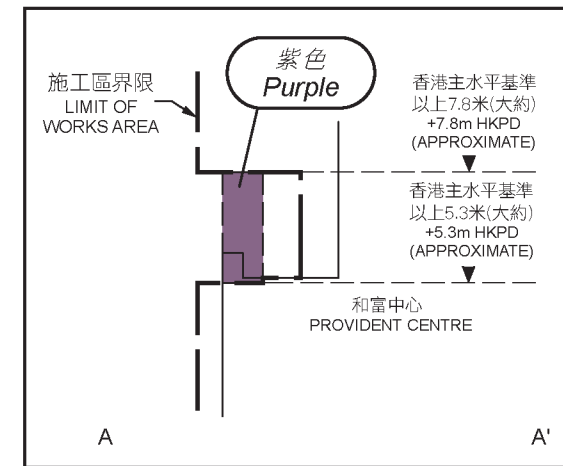 紫色
Purple
施工區界限
LIMIT OF
WORKS AREA
香港主水平基準
以上7.8米(大約)
+7.8m HKPD
(APPROXIMATE)
香港主水平基準
以上5.3米(大約)
+5.3m HKPD
(APPROXIMATE)
和富中心
PROVIDENT CENTRE
A
A'